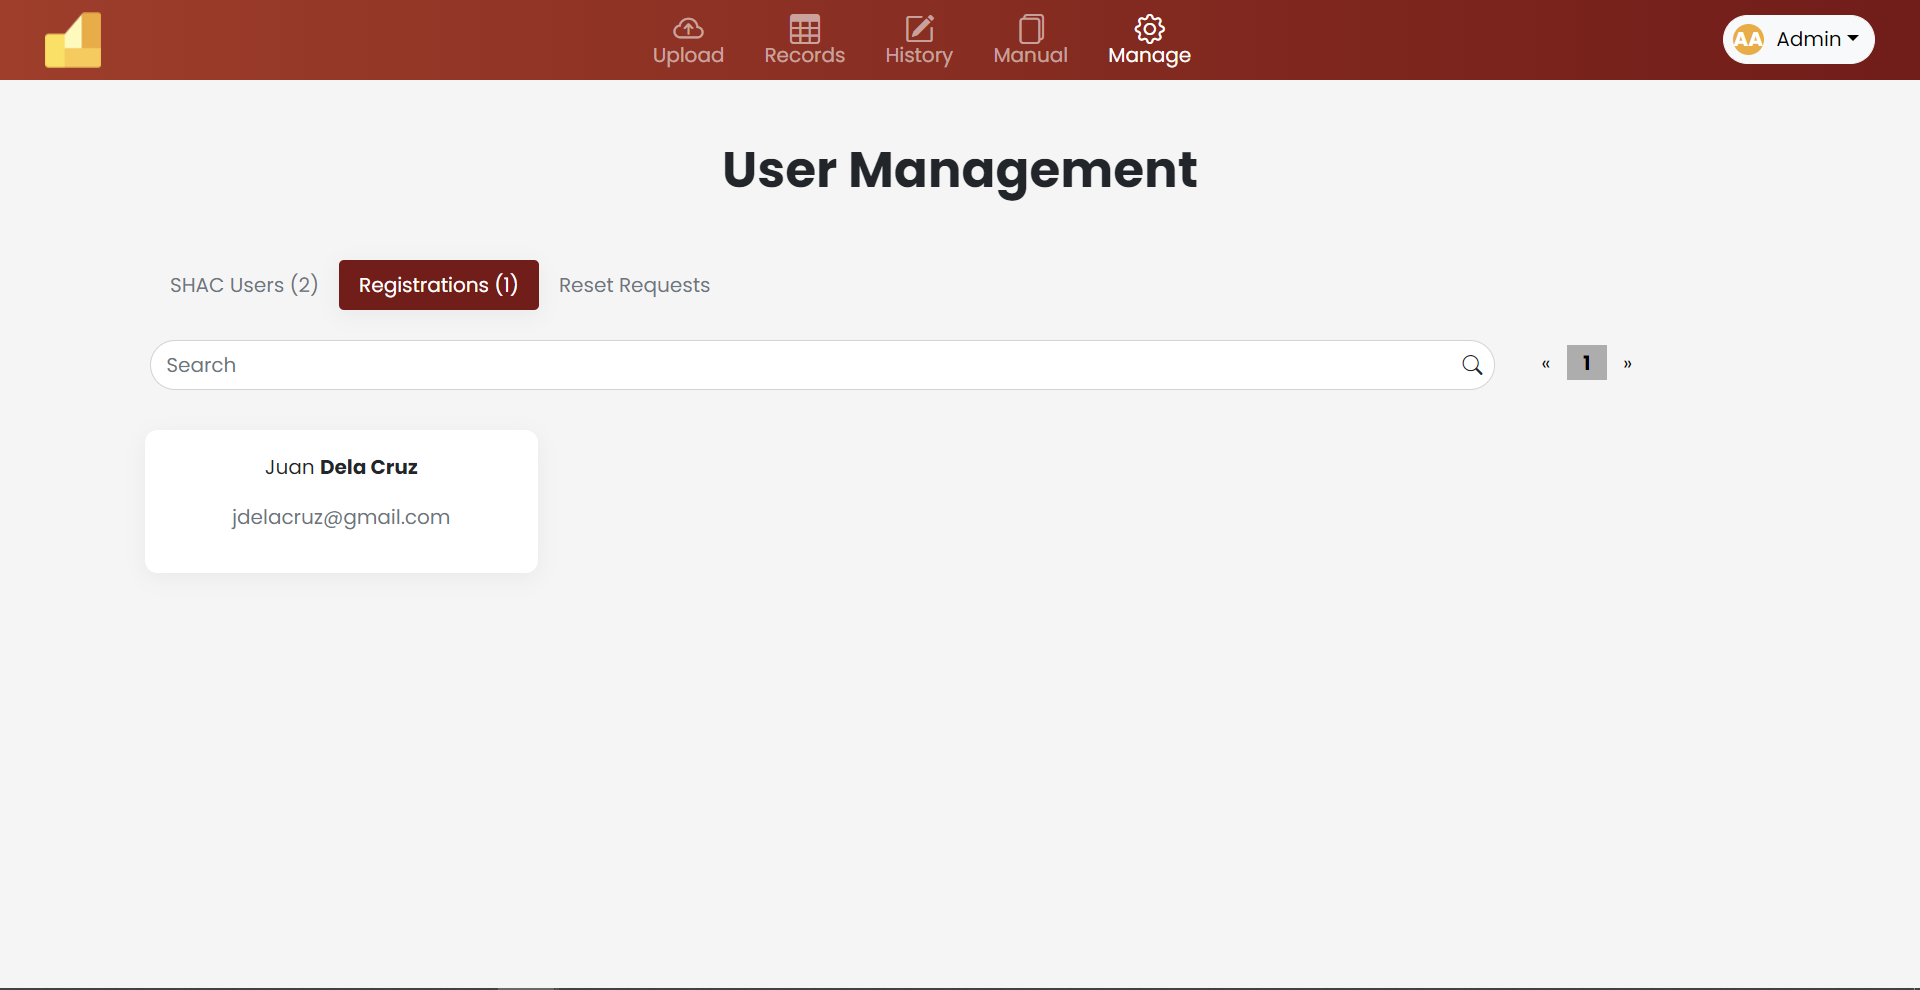 Upload Records History Manual Manage
AA Admin
User Management
SHAC Users (2) Registrations (1) Reset Requests
Search « 1 »
Juan Dela Cruz
jdelacruz@gmail.com